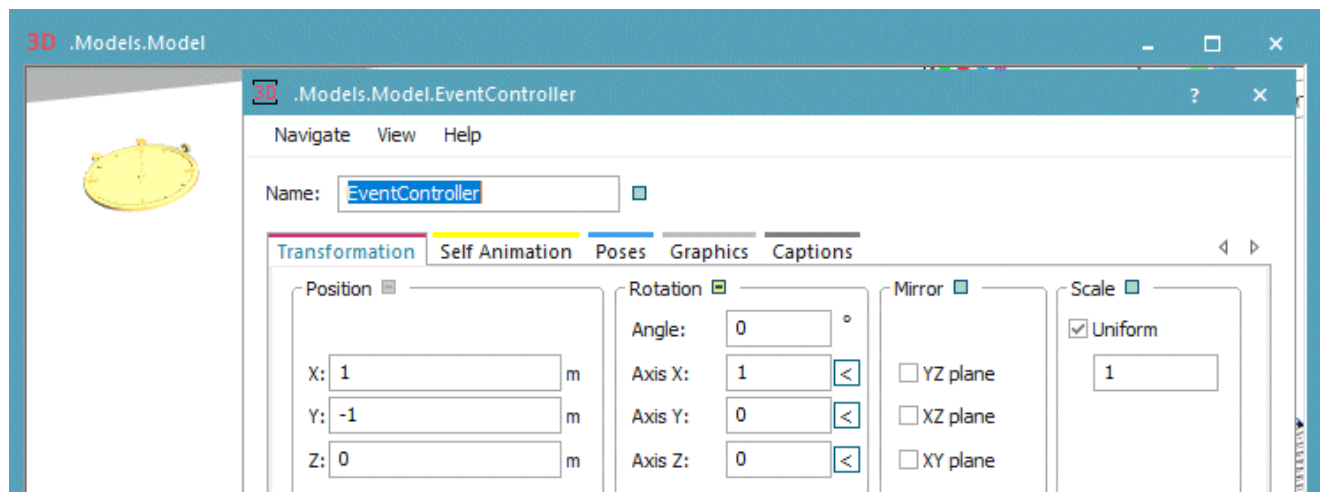 3D .Models.Model
3D .Models.Model.EventController ?
Navigate View Help
Name: EventController
Transformation Self Animation Poses Graphics Captions
Position Rotation Mirror Scale
Angle: 0 ° Uniform
X: 1 m Axis X: 1 < YZ plane 1
Y: -1 m Axis Y: 0 < XZ plane
Z: 0 m Axis Z: 0 < XY plane